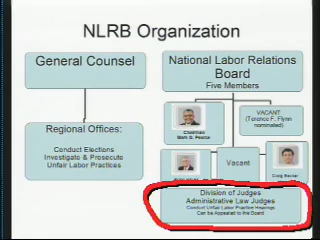 NLRB Organization
General Counsel
National Labor Relations
Board
Five Members
Regional Offices:
Conduct Elections
Investigate & Prosecute
Unfair Labor Practices
Chairman
Mark G. Pearce
VACANT
(Terence F. Flynn
nominated)
Vacant
Craig Becker
Division of Judges
Administrative Law Judges
Conduct Unfair Labor Practice Hearings
Can be Appealed to the Board